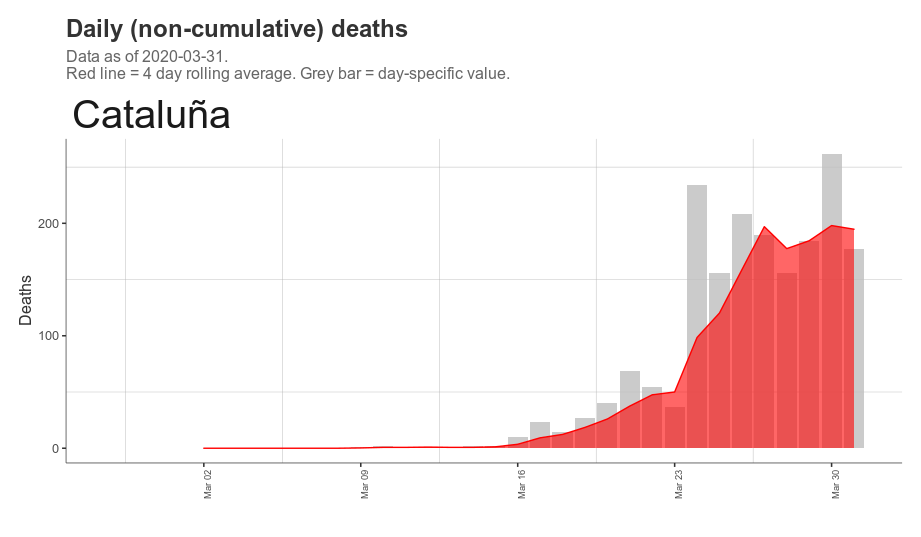 Daily (non-cumulative) deaths
Data as of 2020-03-31.
Red line = 4 day rolling average. Grey bar = day-specific value.
Cataluña
Deaths
200
100
0
Mar 02
Mar 09
Mar 16
Mar 23
Mar 30